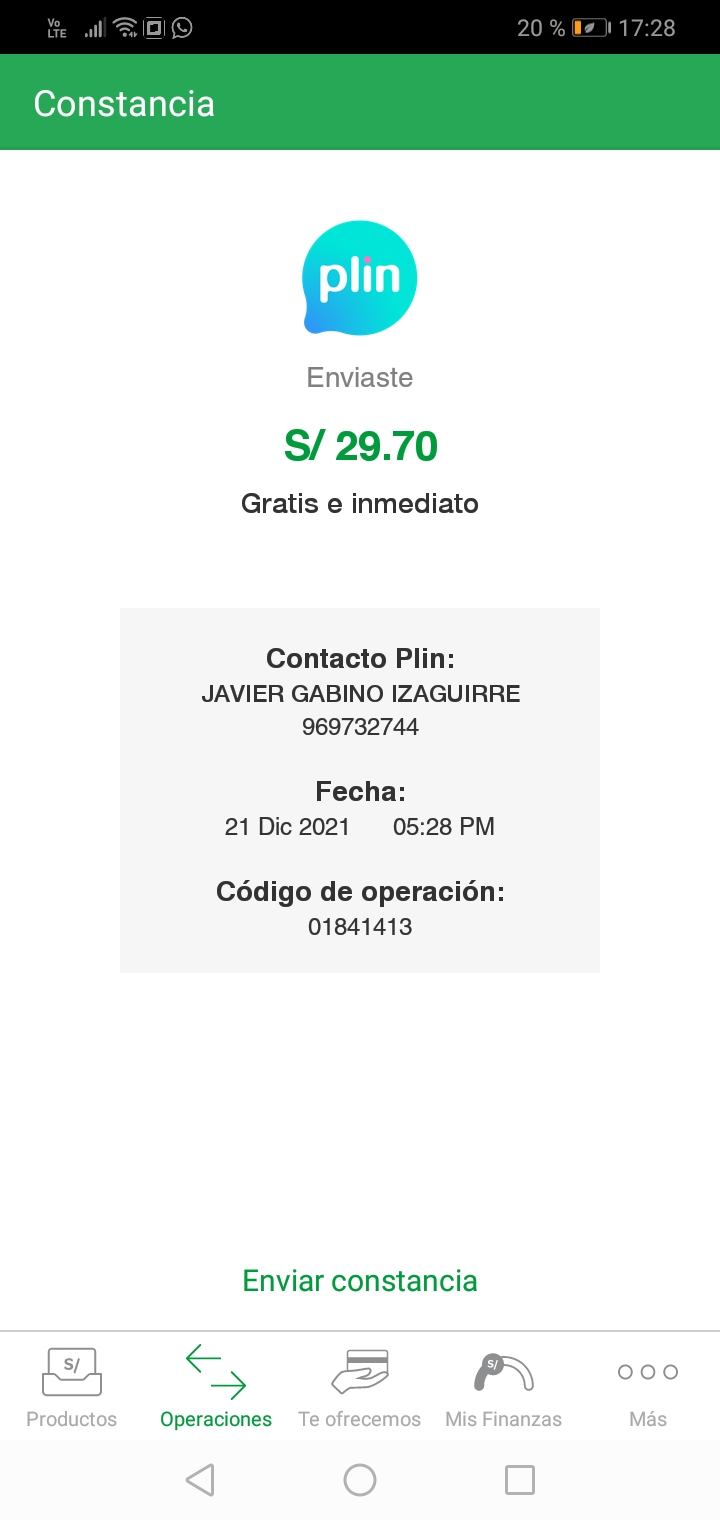 Vo LTE 20 % 17:28
Constancia
plin
Enviaste
S/ 29.70
Gratis e inmediato
Contacto Plin:
JAVIER GABINO IZAGUIRRE
969732744
Fecha:
21 Dic 2021 05:28 PM
Código de operación:
01841413
Enviar constancia
S/ S/
Productos Operaciones Te ofrecemos Mis Finanzas Más